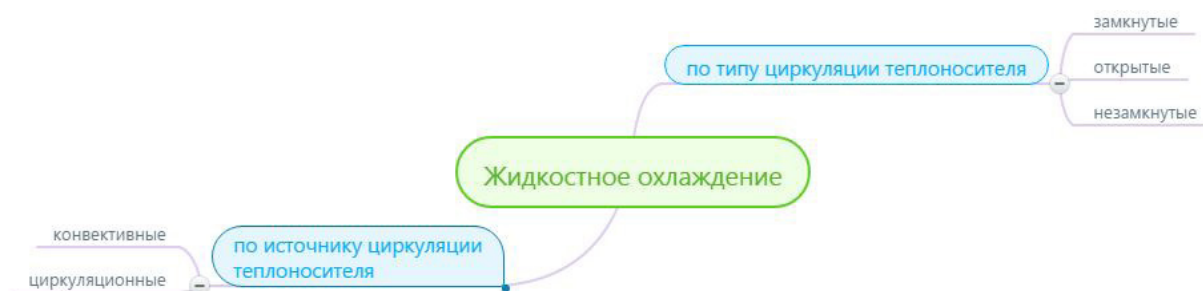 замкнутые
по типу циркуляции теплоносителя
открытые
незамкнутые
Жидкостное охлаждение
конвективные
по источнику циркуляции
теплоносителя
циркуляционные